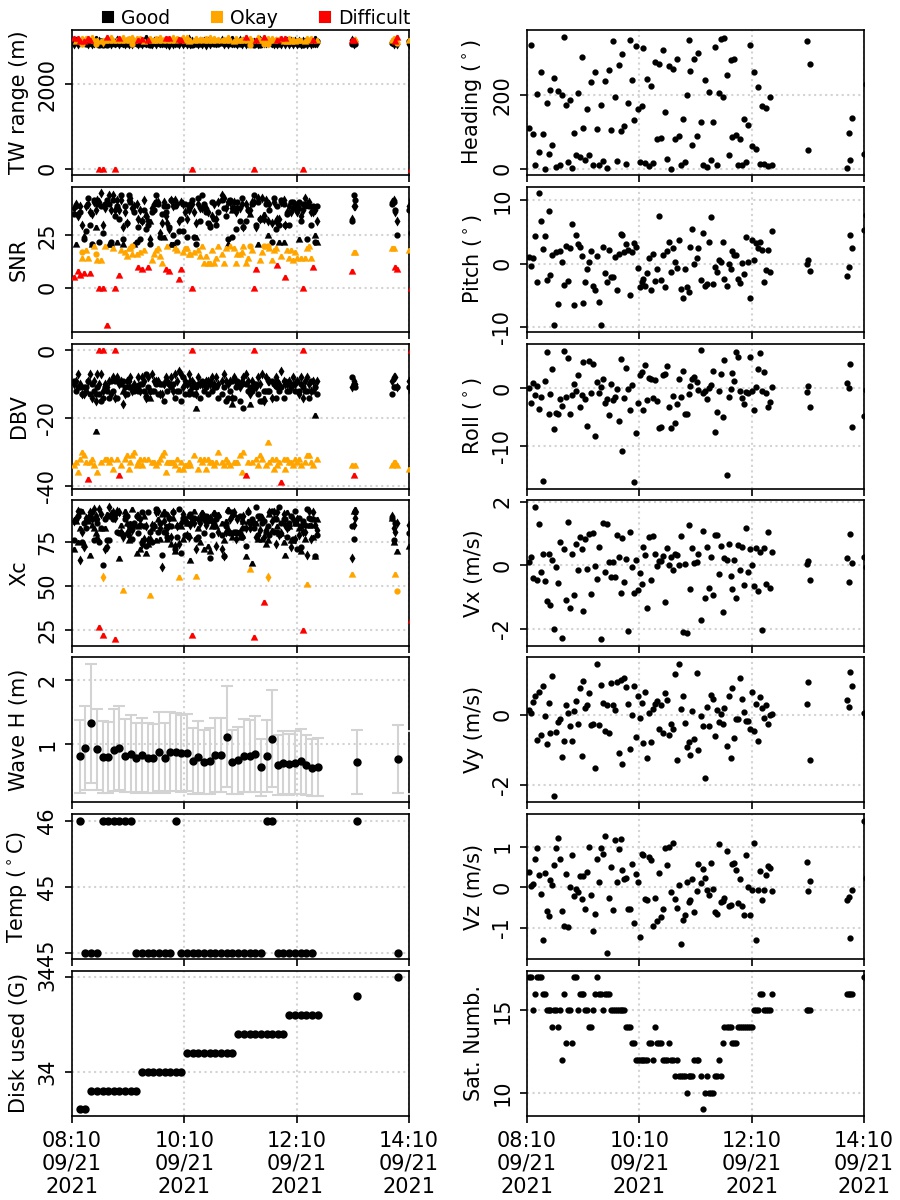 Good Okay Difficult
TW range (m)
2000
0
SNR
25
0
DBV
0
-20
-40
Xc
75
50
25
Wave H (m)
2
1
Temp (°C)
46
45
45
Disk used (G)
344
34
08:10 10:10 12:10 14:10
09/21 09/21 09/21 09/21
2021 2021 2021 2021
Heading (°)
200
0
Pitch (°)
10
0
-10
Roll (°)
0
-10
Vx (m/s)
2
0
-2
Vy (m/s)
0
-2
Vz (m/s)
1
0
-1
Sat. Numb.
15
10
08:10 10:10 12:10 14:10
09/21 09/21 09/21 09/21
2021 2021 2021 2021